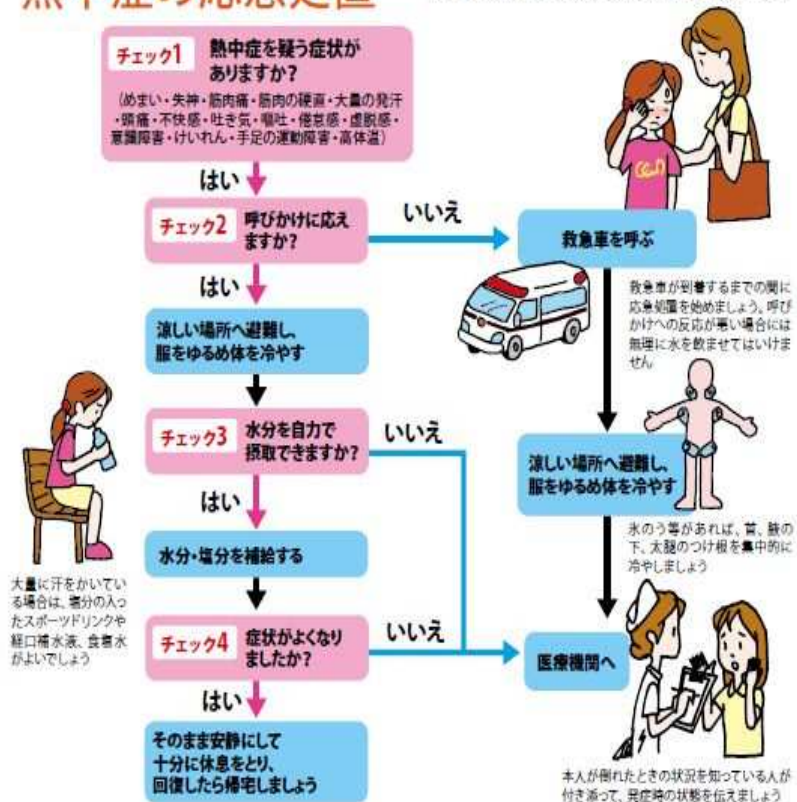 熱中症の応急処置
チェック1
熱中症を疑う症状が
ありますか?
(めまい・失神・筋肉痛・筋肉の硬直・大量の発汗
・頭痛・不快感・吐き気・嘔吐・倦怠感・虚脱感・
意識障害・けいれん・手足の運動障害・高体温)
はい
チェック2
呼びかけに応え
ますか?
いいえ
救急車を呼ぶ
はい
救急車が到着するまでの間に
応急処置を始めましょう。呼び
かけへの反応が悪い場合には
無理に水を飲ませてはいけま
せん
涼しい場所へ避難し、
服をゆるめ体を冷やす
チェック3
水分を自力で
摂取できますか?
いいえ
涼しい場所へ避難し、
服をゆるめ体を冷やす
はい
氷のう等があれば、首、腋の
下、太腿のつけ根を集中的に
冷やしましょう
水分・塩分を補給する
大量に汗をかいてい
る場合は、塩分の入っ
たスポーツドリンクや
経口補水液、食塩水
がよいでしょう
チェック4
症状がよくなり
ましたか?
いいえ
医療機関へ
はい
そのまま安静にして
十分に休息をとり、
回復したら帰宅しましょう
本人が倒れたときの状況を知っている人が
付き添って、発症時の状態を伝えましょう